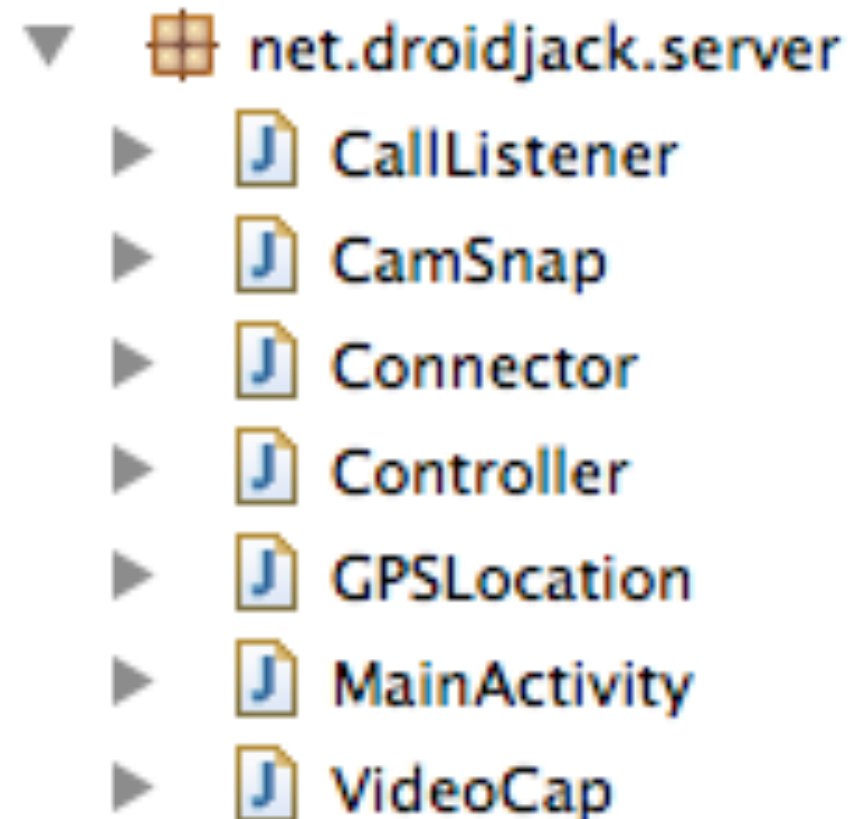 net.droidjack.server
CallListener
CamSnap
Connector
Controller
GPSLocation
MainActivity
VideoCap